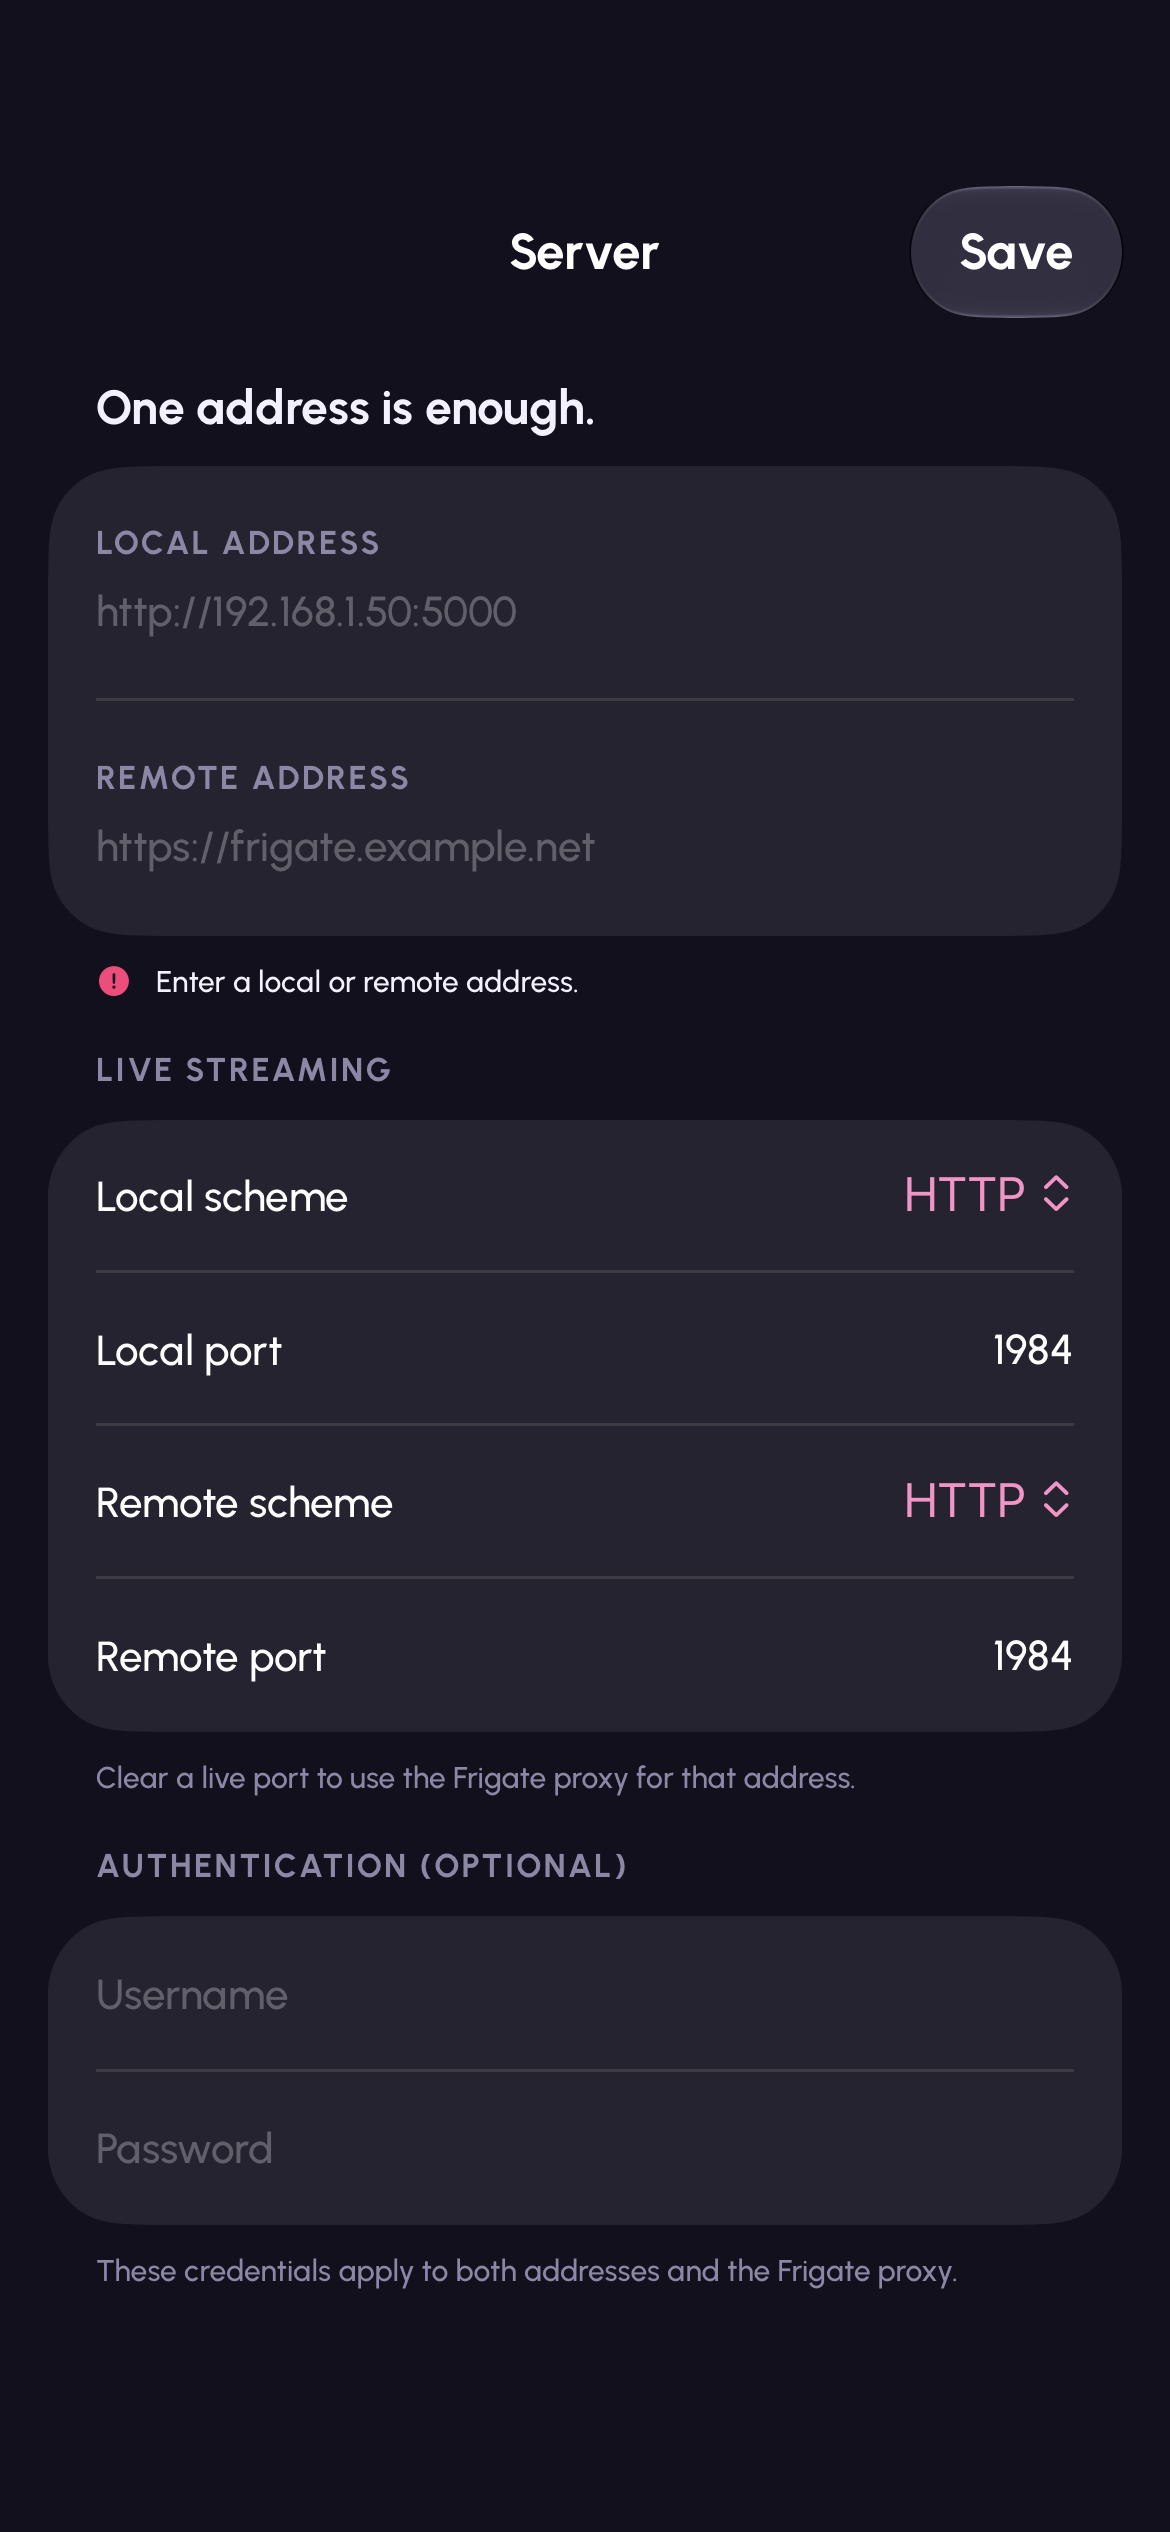 Server
Save
One address is enough.
LOCAL ADDRESS
http://192.168.1.50:5000
REMOTE ADDRESS
https://frigate.example.net
Enter a local or remote address.
LIVE STREAMING
Local scheme HTTP
Local port 1984
Remote scheme HTTP
Remote port 1984
Clear a live port to use the Frigate proxy for that address.
AUTHENTICATION (OPTIONAL)
Username
Password
These credentials apply to both addresses and the Frigate proxy.